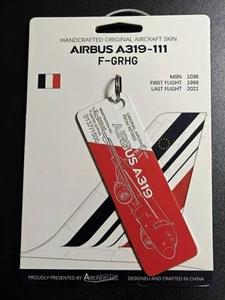 HANDCRAFTED ORIGINAL AIRCRAFT SKIN
AIRBUS A319-111
F-GRHG
MSN 1036
FIRST FLIGHT 1999
LAST FLIGHT 2021
AIRBUS A319
PROUDLY PRESENTED BY AIRLINERTAGS
DESIGNED AND CRAFTED IN CHINA